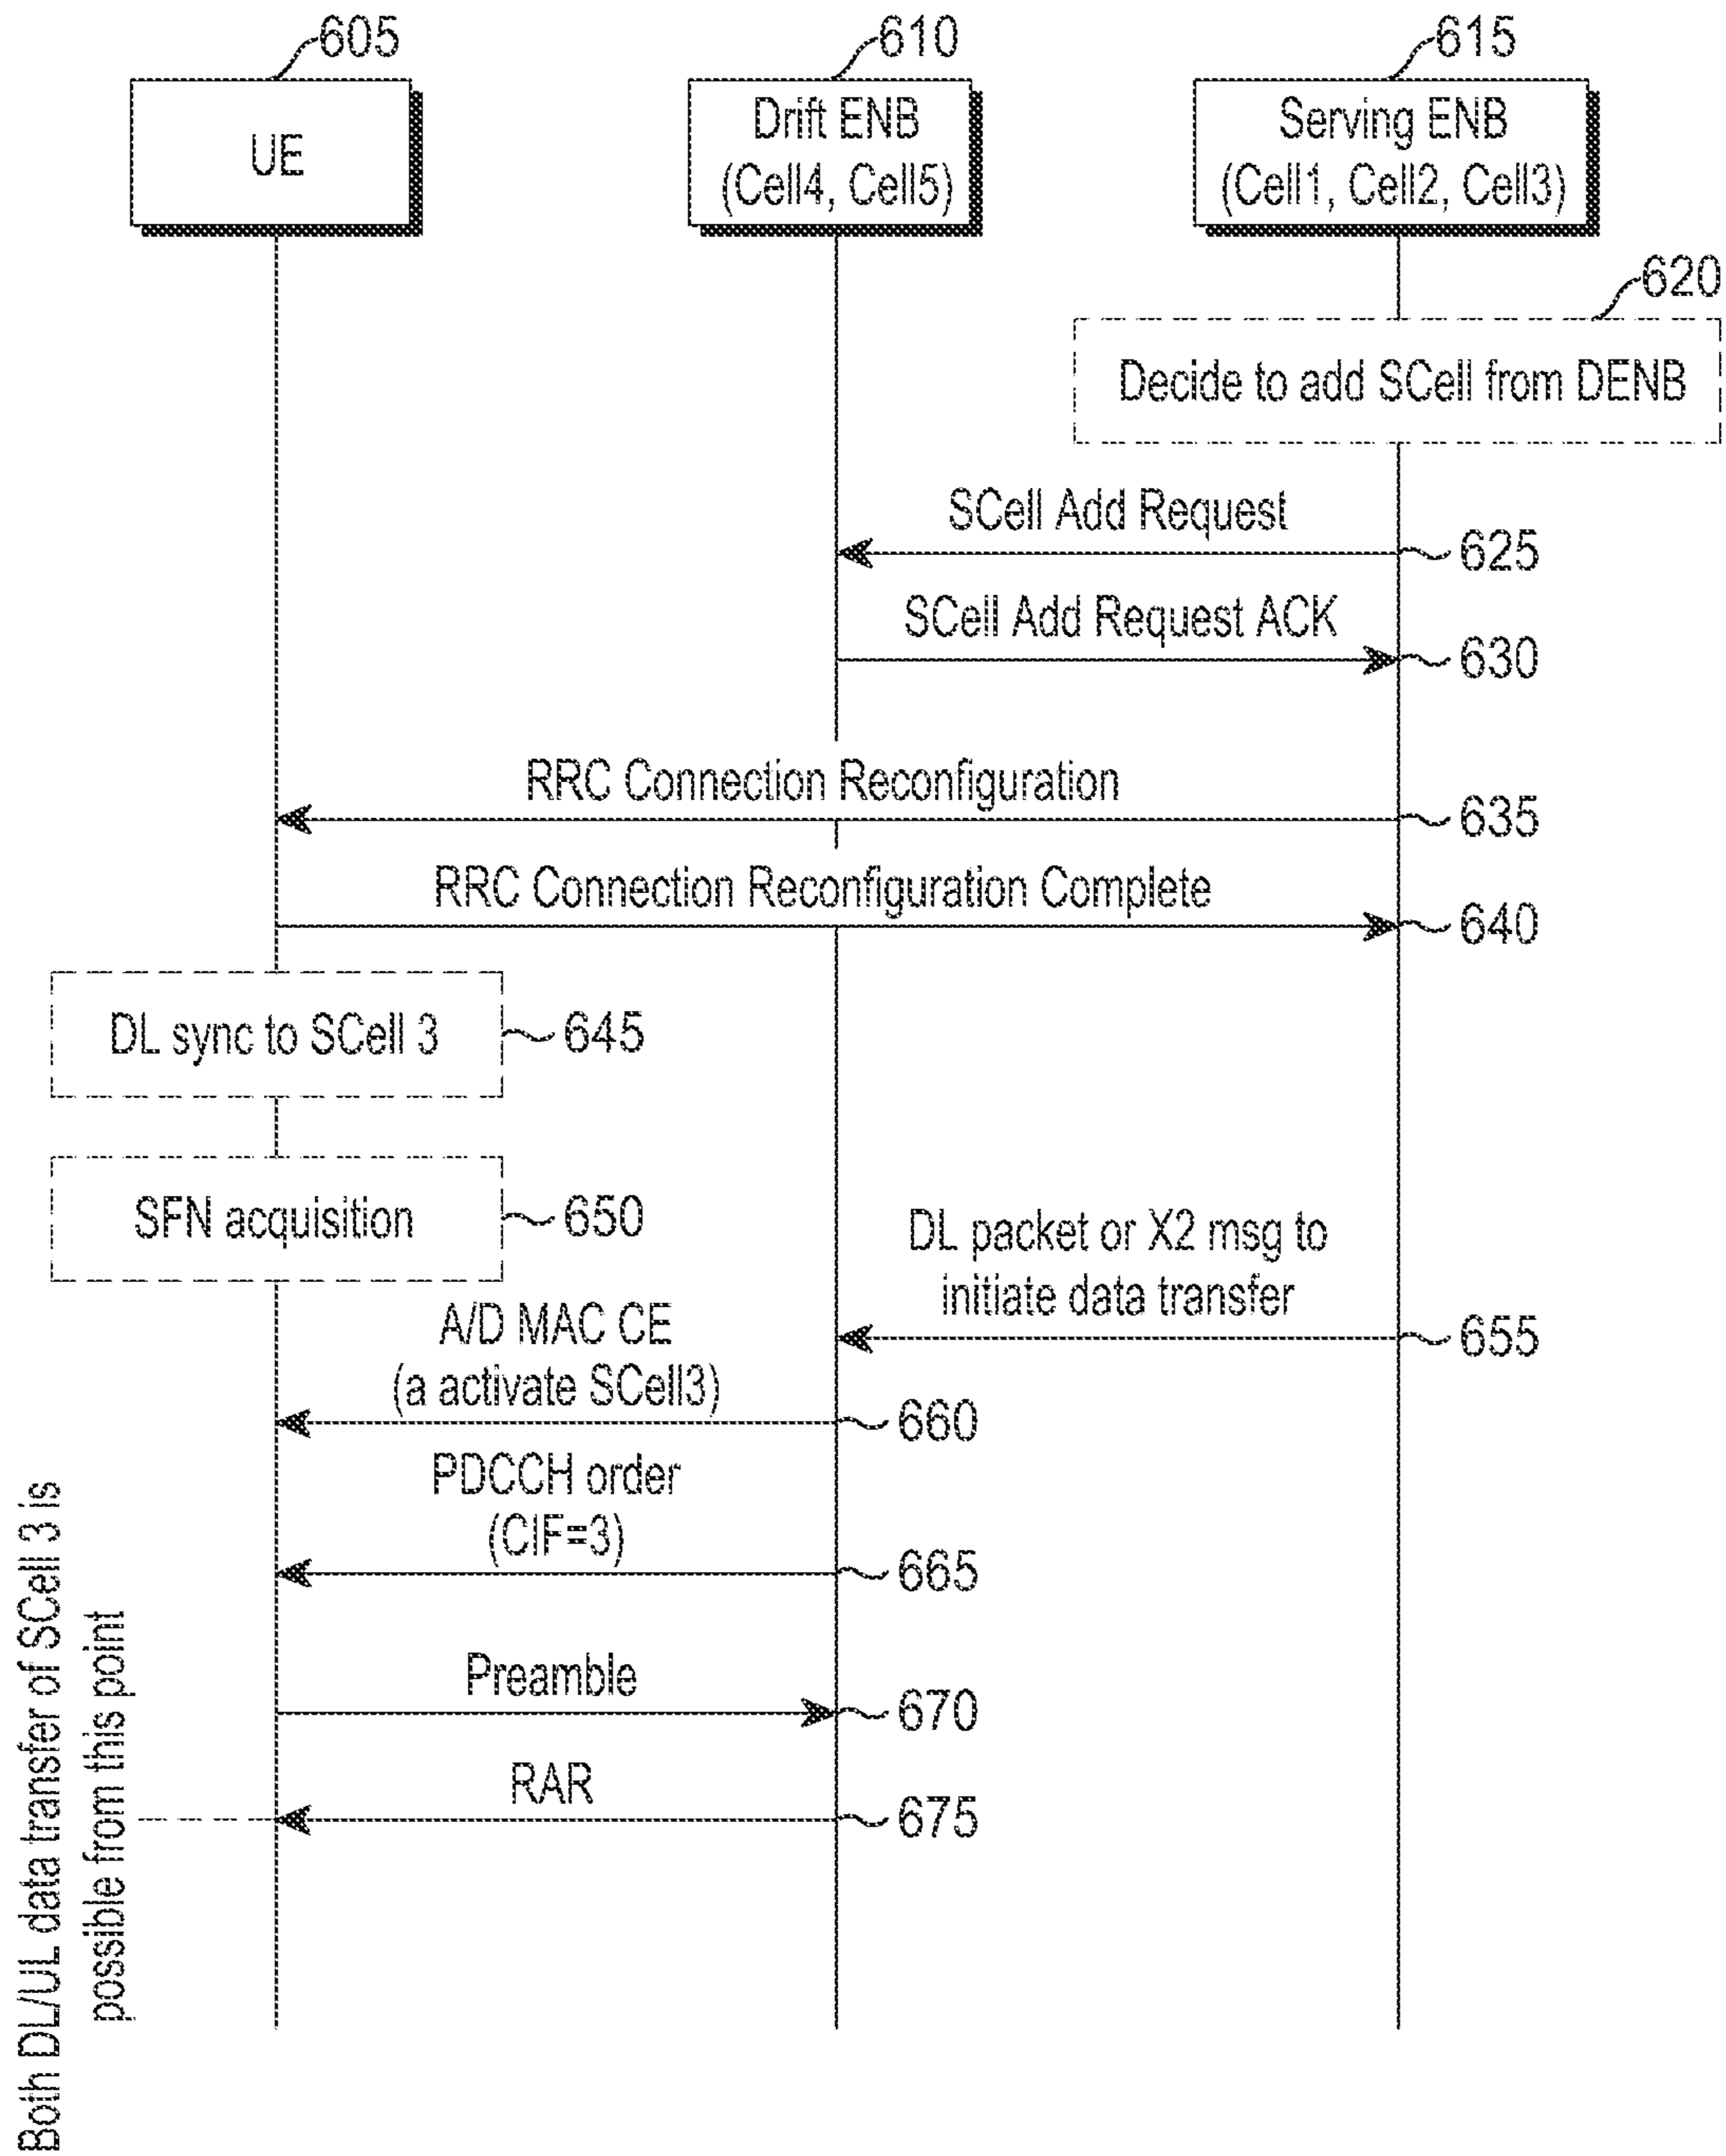 605
610
615
UE
Drift ENB
(Cell4, Cell5)
Serving ENB
(Cell1, Cell2, Cell3)
620
Decide to add SCell from DENB
SCell Add Request
625
SCell Add Request ACK
630
RRC Connection Reconfiguration
635
RRC Connection Reconfiguration Complete
640
DL sync to SCell 3
645
SFN acquisition
650
DL packet or X2 msg to
initiate data transfer
655
A/D MAC CE
(a activate SCell3)
660
PDCCH order
(CIF=3)
665
Preamble
670
RAR
675
Both DL/UL data transfer of SCell 3 is
possible from this point